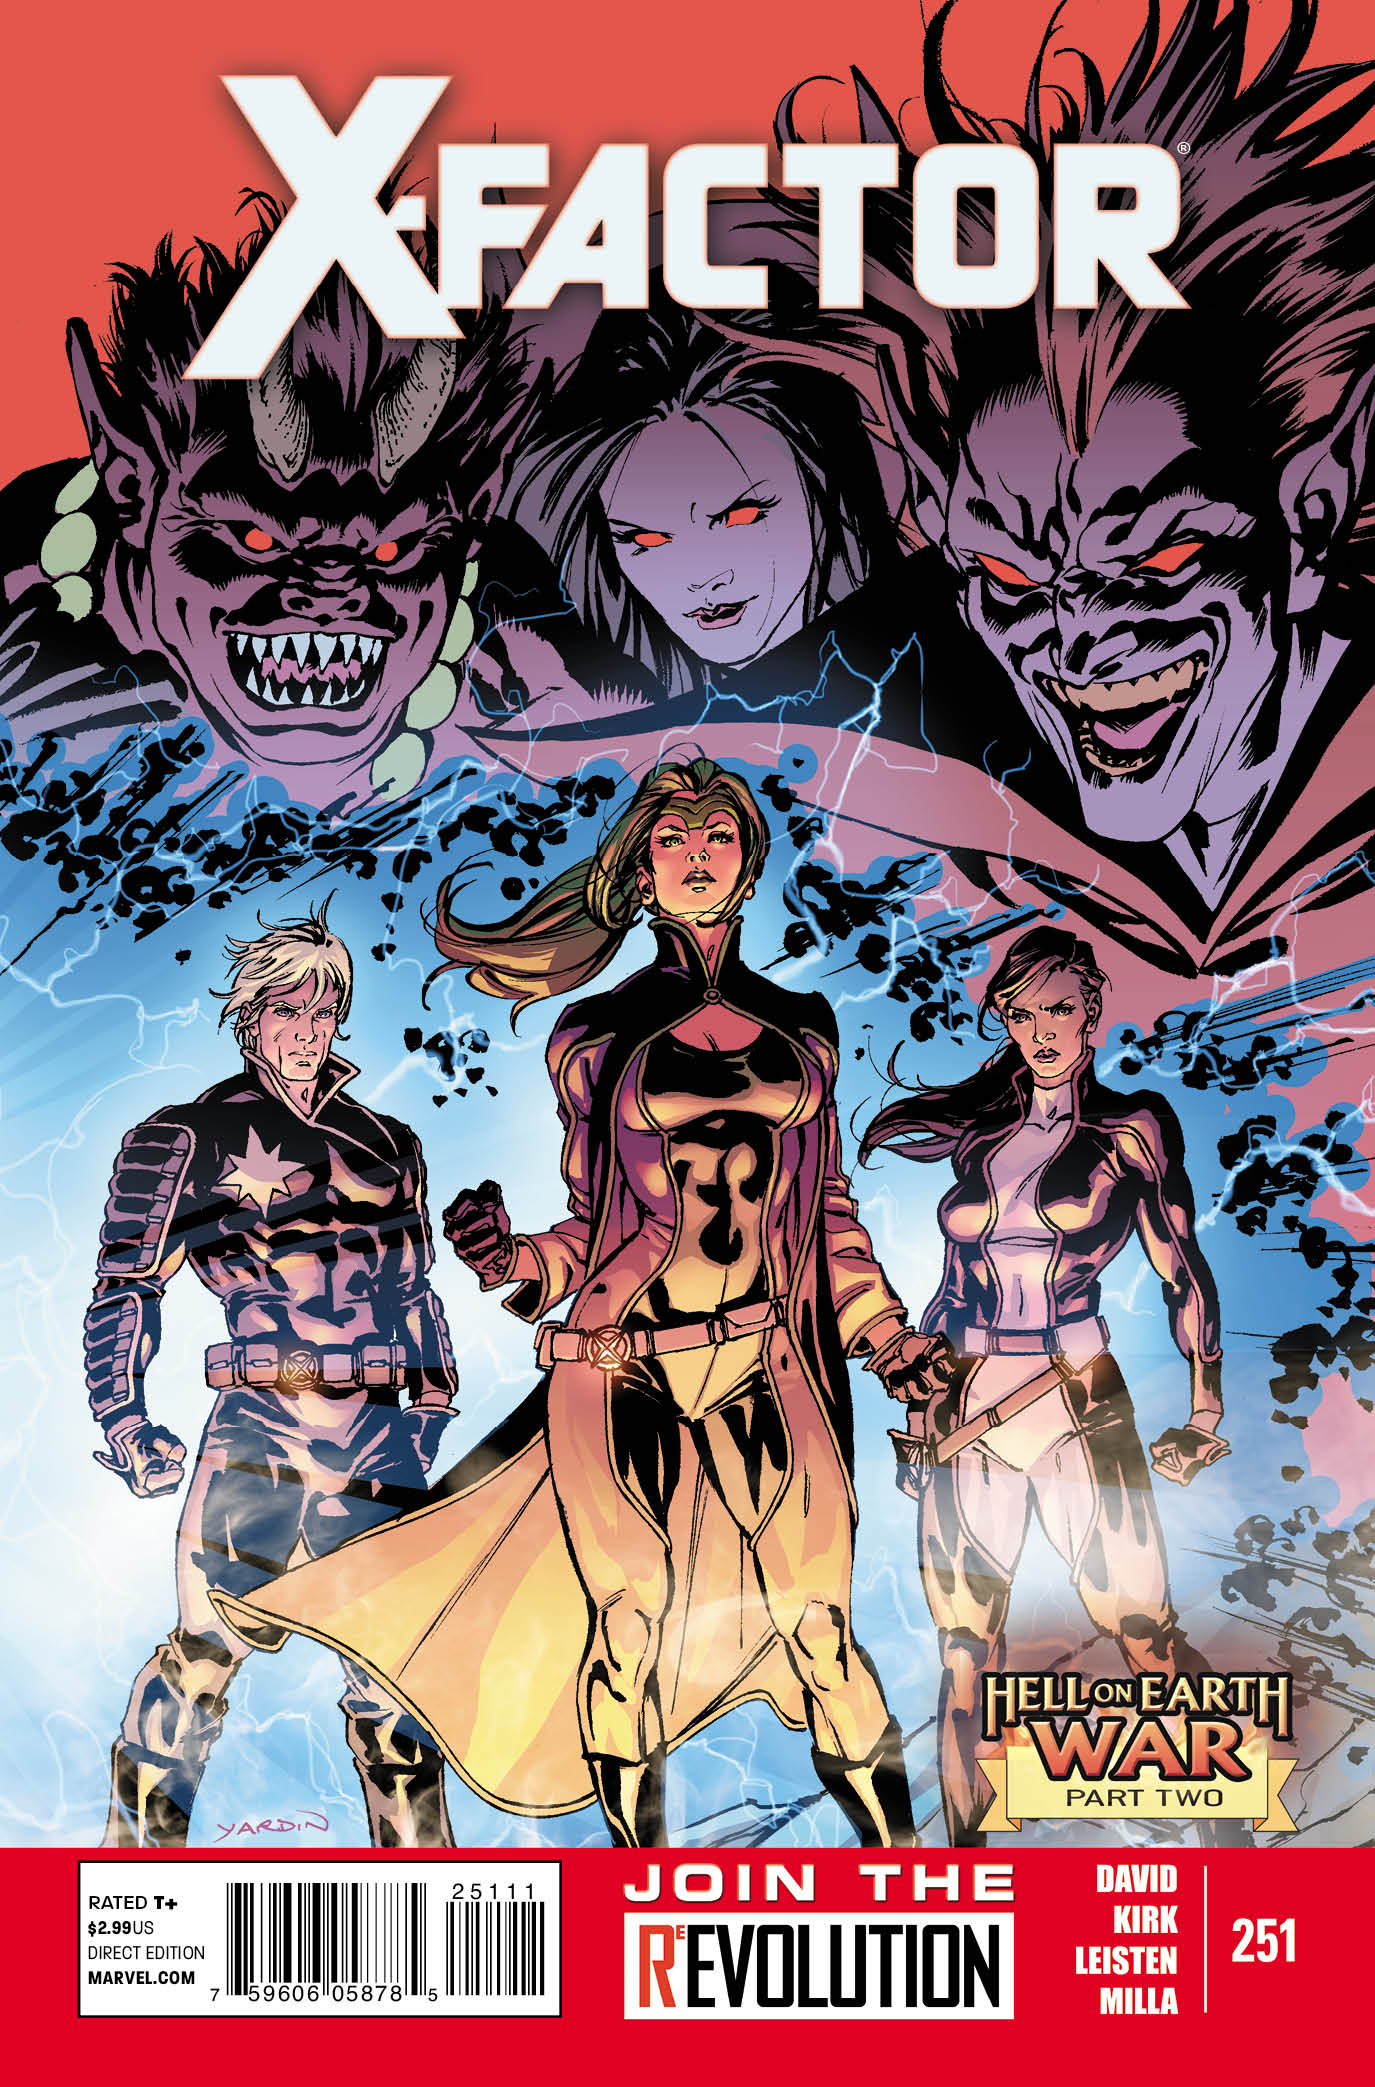 X-FACTOR®
HELL ON EARTH
WAR
PART TWO
YARDIN
RATED T+
$2.99US
DIRECT EDITION
MARVEL.COM
25111
7 59606 05878 5
JOIN THE
REEVOLUTION
DAVID
KIRK
LEISTEN
MILLA
251